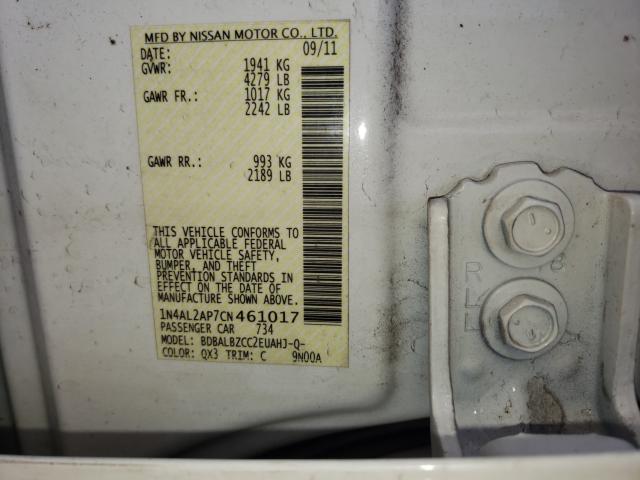 MFD BY NISSAN MOTOR CO., LTD.
DATE: 09/11
GVWR: 1941 KG
4279 LB
GAWR FR.: 1017 KG
2242 LB
GAWR RR.: 993 KG
2189 LB
THIS VEHICLE CONFORMS TO
ALL APPLICABLE FEDERAL
MOTOR VEHICLE SAFETY,
BUMPER, AND THEFT
PREVENTION STANDARDS IN
EFFECT ON THE DATE OF
MANUFACTURE SHOWN ABOVE.
1N4AL2AP7CN461017
PASSENGER CAR 734
MODEL: BDBALBZCC2EUAHJ-Q-
COLOR: QX3 TRIM: C 9N00A